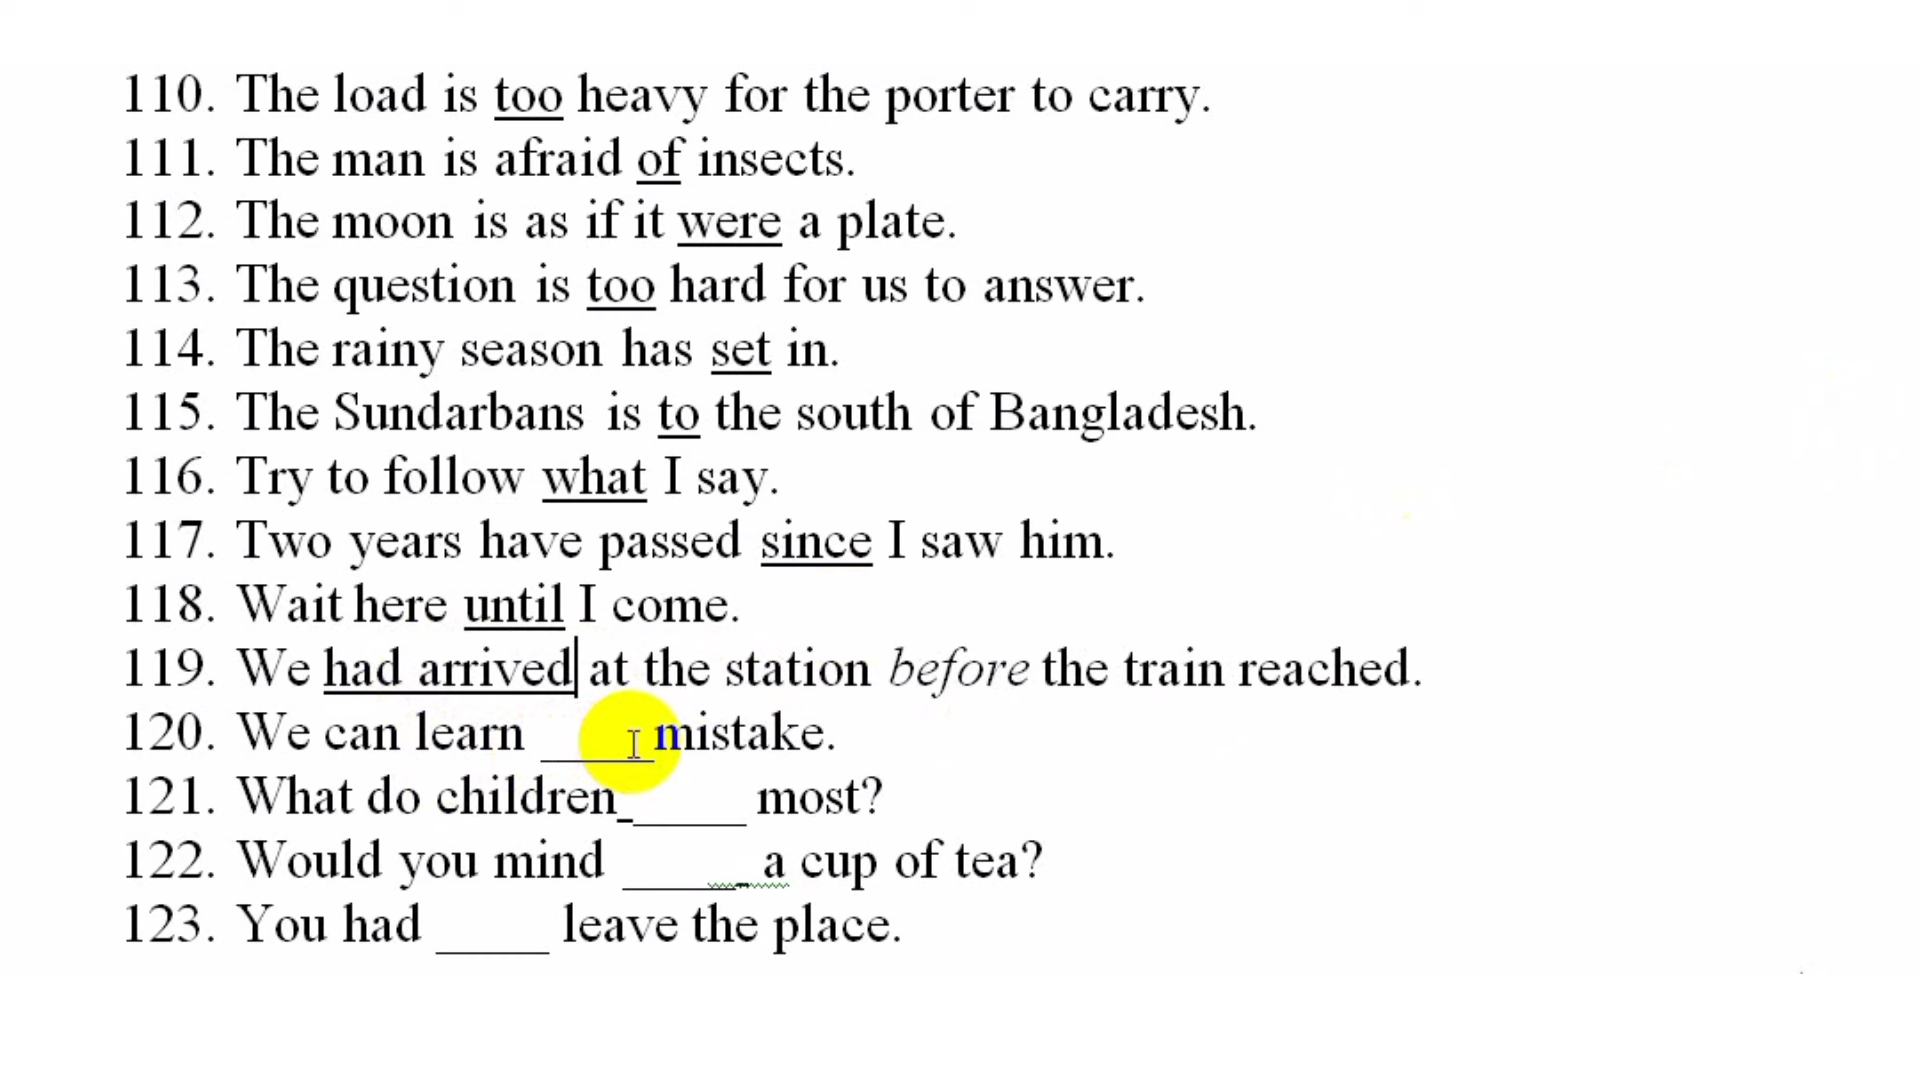 110. The load is too heavy for the porter to carry.
111. The man is afraid of insects.
112. The moon is as if it were a plate.
113. The question is too hard for us to answer.
114. The rainy season has set in.
115. The Sundarbans is to the south of Bangladesh.
116. Try to follow what I say.
117. Two years have passed since I saw him.
118. Wait here until I come.
119. We had arrived at the station before the train reached.
120. We can learn ____ mistake.
121. What do children _____ most?
122. Would you mind _____ a cup of tea?
123. You had ____ leave the place.